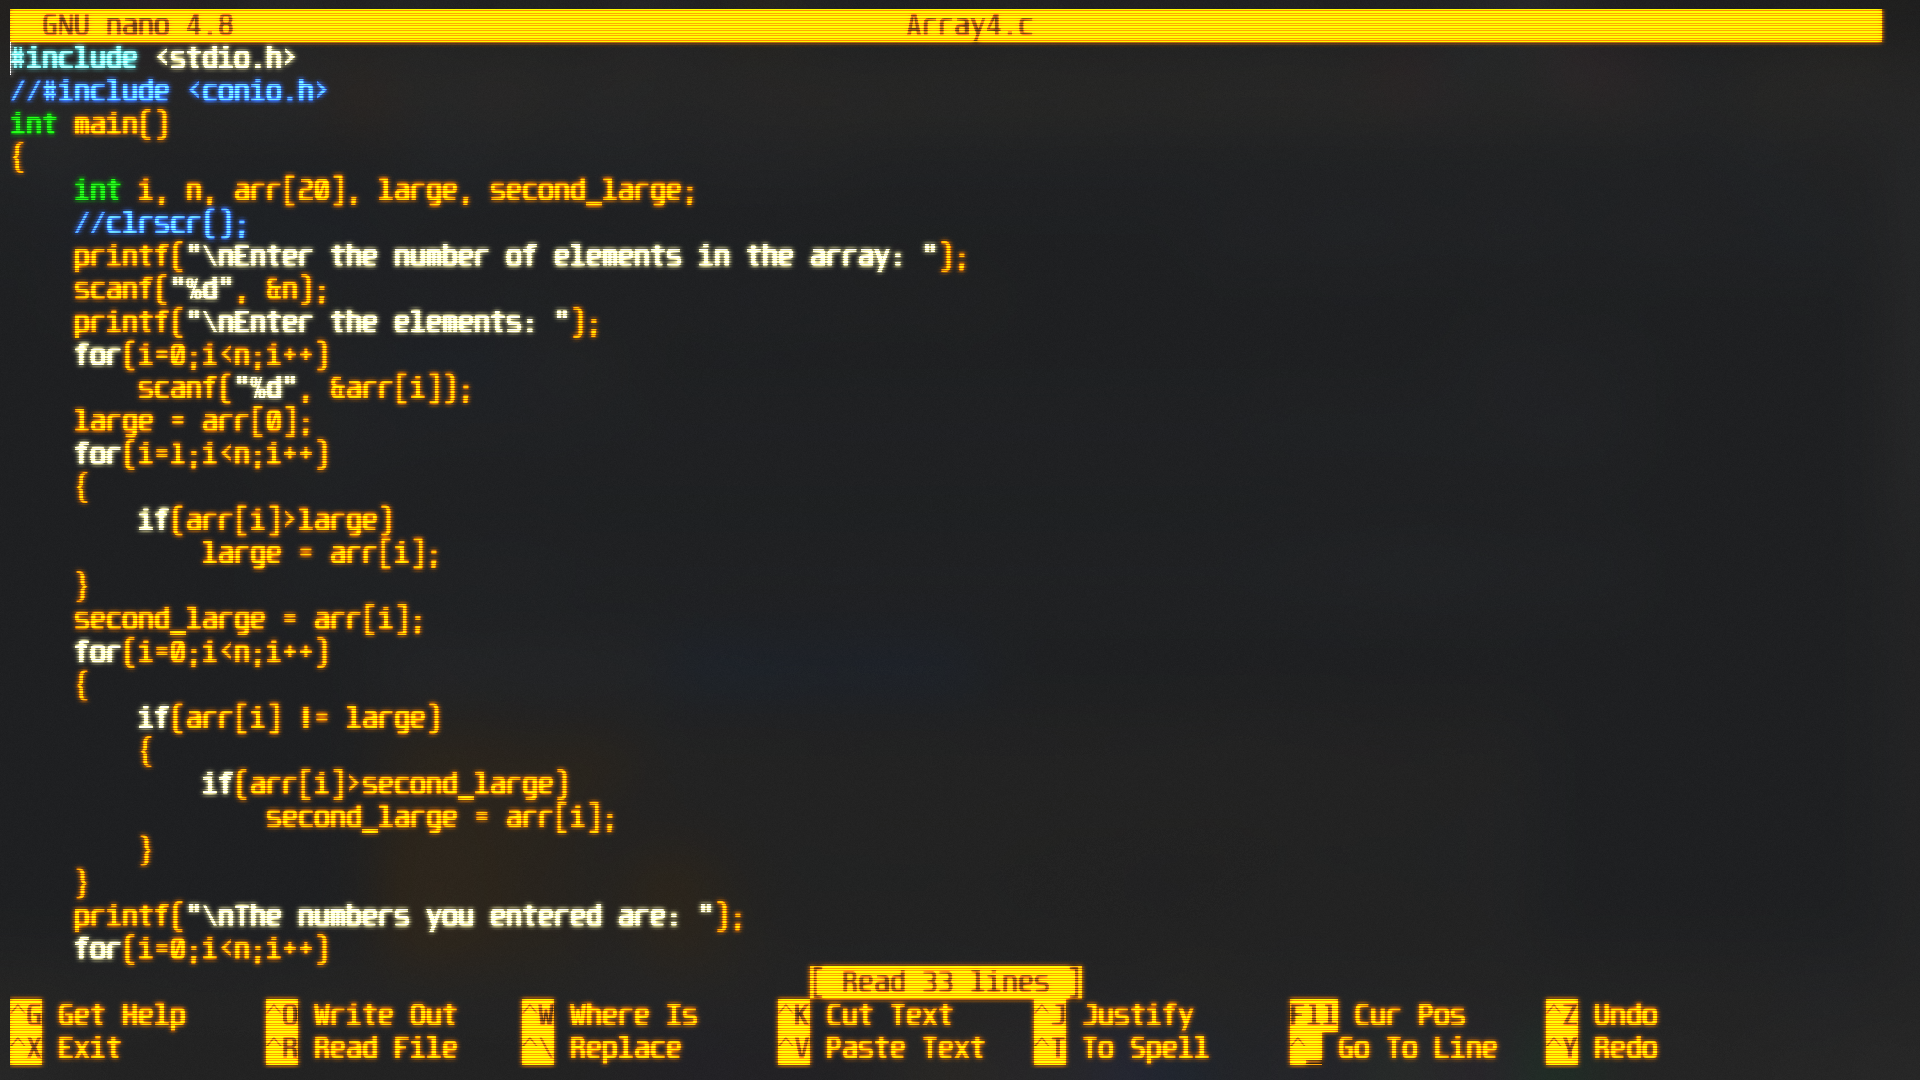 GNU nano 4.8 Array4.c
#include <stdio.h>
//#include <conio.h>
int main()
{
    int i, n, arr[20], large, second_large;
    //clrscr();
    printf("\nEnter the number of elements in the array: ");
    scanf("%d", &n);
    printf("\nEnter the elements: ");
    for(i=0;i<n;i++)
        scanf("%d", &arr[i]);
    large = arr[0];
    for(i=1;i<n;i++)
    {
        if(arr[i]>large)
            large = arr[i];
    }
    second_large = arr[i];
    for(i=0;i<n;i++)
    {
        if(arr[i] != large)
        {
            if(arr[i]>second_large)
                second_large = arr[i];
        }
    }
    printf("\nThe numbers you entered are: ");
    for(i=0;i<n;i++)
[ Read 33 lines ]
^G Get Help ^O Write Out ^W Where Is ^K Cut Text ^J Justify F11 Cur Pos ^Z Undo
^X Exit ^R Read File ^\ Replace ^V Paste Text ^T To Spell ^_ Go To Line ^Y Redo